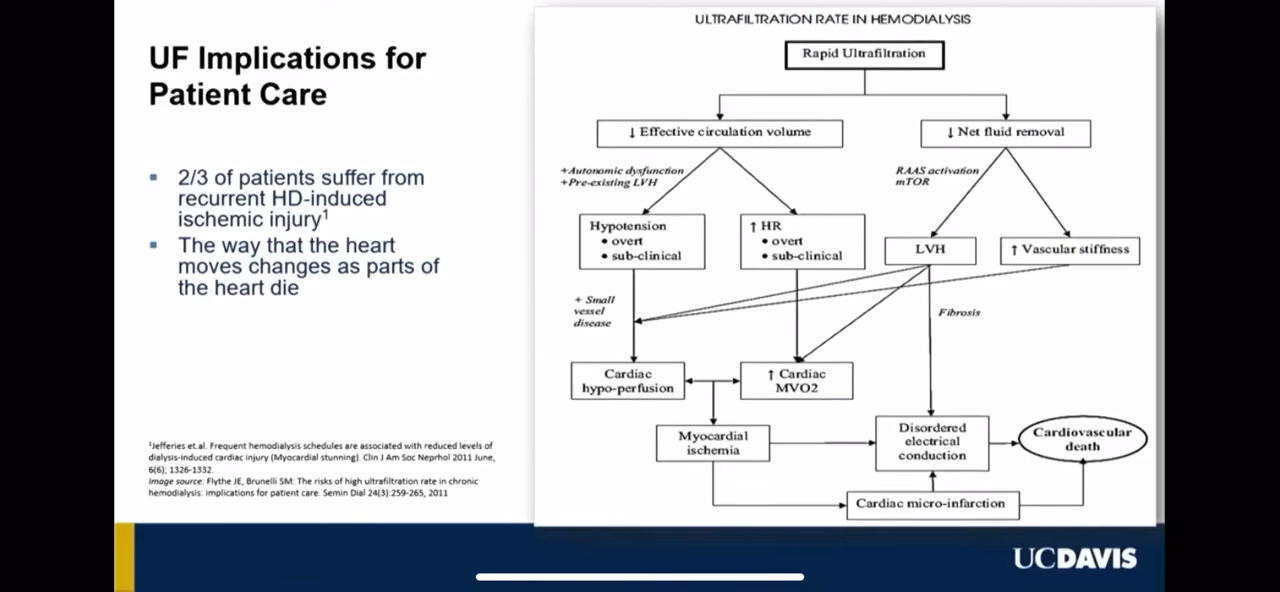 UF Implications for
Patient Care
▪ 2/3 of patients suffer from
recurrent HD-induced
ischemic injury1
▪ The way that the heart
moves changes as parts of
the heart die
1Jefferies et.al. Frequent hemodialysis schedules are associated with reduced levels of
dialysis-induced cardiac injury (Myocardial stunning). Clin J Am Soc Neprhol 2011 June,
6(6); 1326-1332.
Image source: Flythe JE, Brunelli SM: The risks of high ultrafiltration rate in chronic
hemodialysis: implications for patient care. Semin Dial 24(3):259-265, 2011
ULTRAFILTRATION RATE IN HEMODIALYSIS
Rapid Ultrafiltration
↓ Effective circulation volume
↓ Net fluid removal
+Autonomic dysfunction
+Pre-existing LVH
RAAS activation
mTOR
Hypotension
• overt
• sub-clinical
↑ HR
• overt
• sub-clinical
LVH
↑ Vascular stiffness
+ Small
vessel
disease
Fibrosis
Cardiac
hypo-perfusion
↑ Cardiac
MVO2
Myocardial
ischemia
Disordered
electrical
conduction
Cardiovascular
death
Cardiac micro-infarction
UCDAVIS